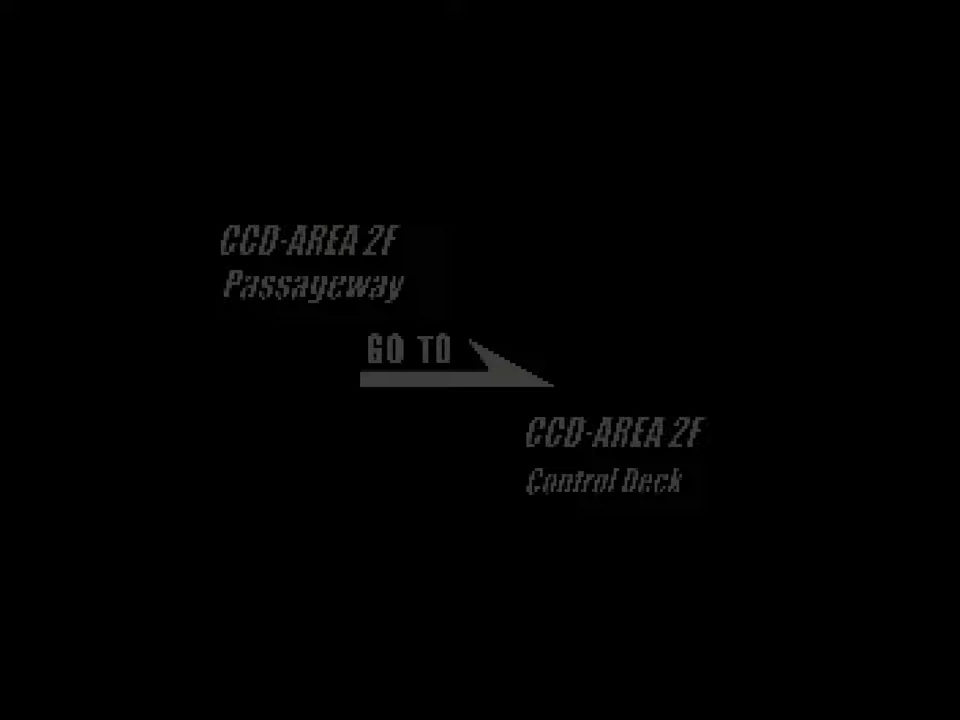 CCD-AREA 2F
Passageway
GO TO
CCD-AREA 2F
Control Deck